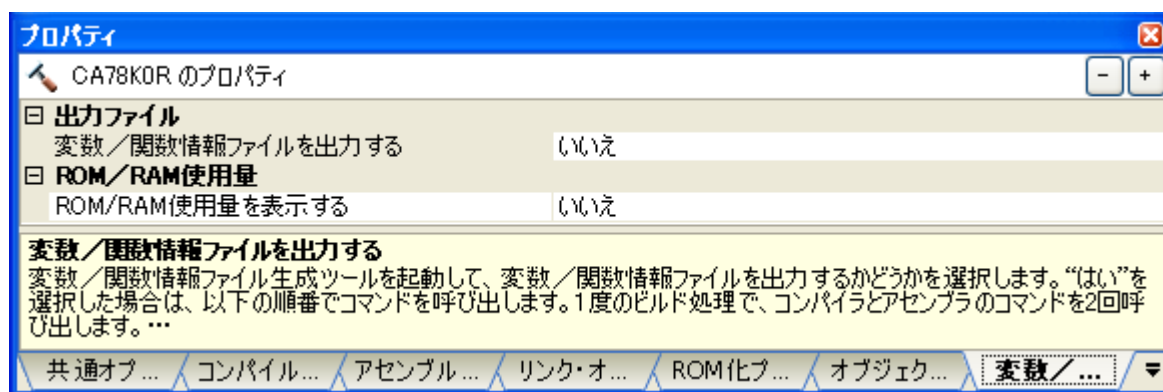 プロパティ
CA78K0R のプロパティ
出力ファイル
変数／関数情報ファイルを出力する いいえ
ROM／RAM使用量
ROM/RAM使用量を表示する いいえ
変数／関数情報ファイルを出力する
変数／関数情報ファイル生成ツールを起動して、変数／関数情報ファイルを出力するかどうかを選択します。“はい”を
選択した場合は、以下の順番でコマンドを呼び出します。1度のビルド処理で、コンパイラとアセンブラのコマンドを2回呼
び出します。…
共通オプ... コンパイル... アセンブル... リンク・オ... ROM化プ... オブジェク... 変数／...